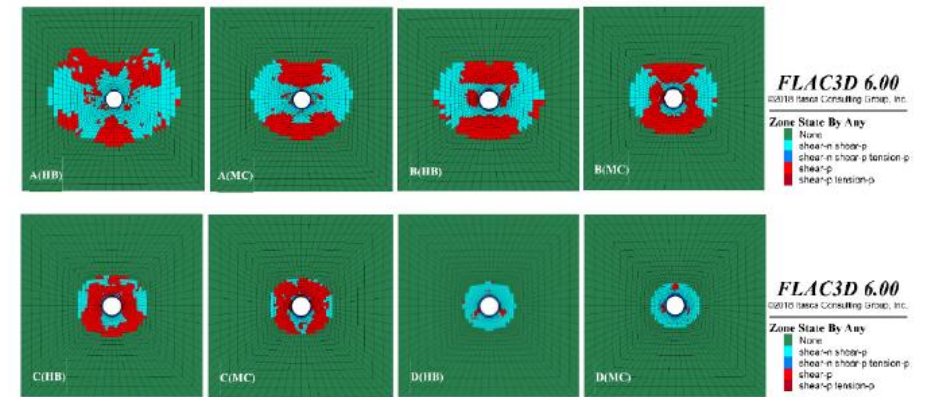 A(HB)
A(MC)
B(HB)
B(MC)
FLAC3D 6.00
©2018 Itasca Consulting Group, Inc.
Zone State By Any
None
shear-n shear-p
shear-n shear-p tension-p
shear-p
shear-p tension-p
C(HB)
C(MC)
D(HB)
D(MC)
FLAC3D 6.00
©2018 Itasca Consulting Group, Inc.
Zone State By Any
None
shear-n shear-p
shear-n shear-p tension-p
shear-p
shear-p tension-p